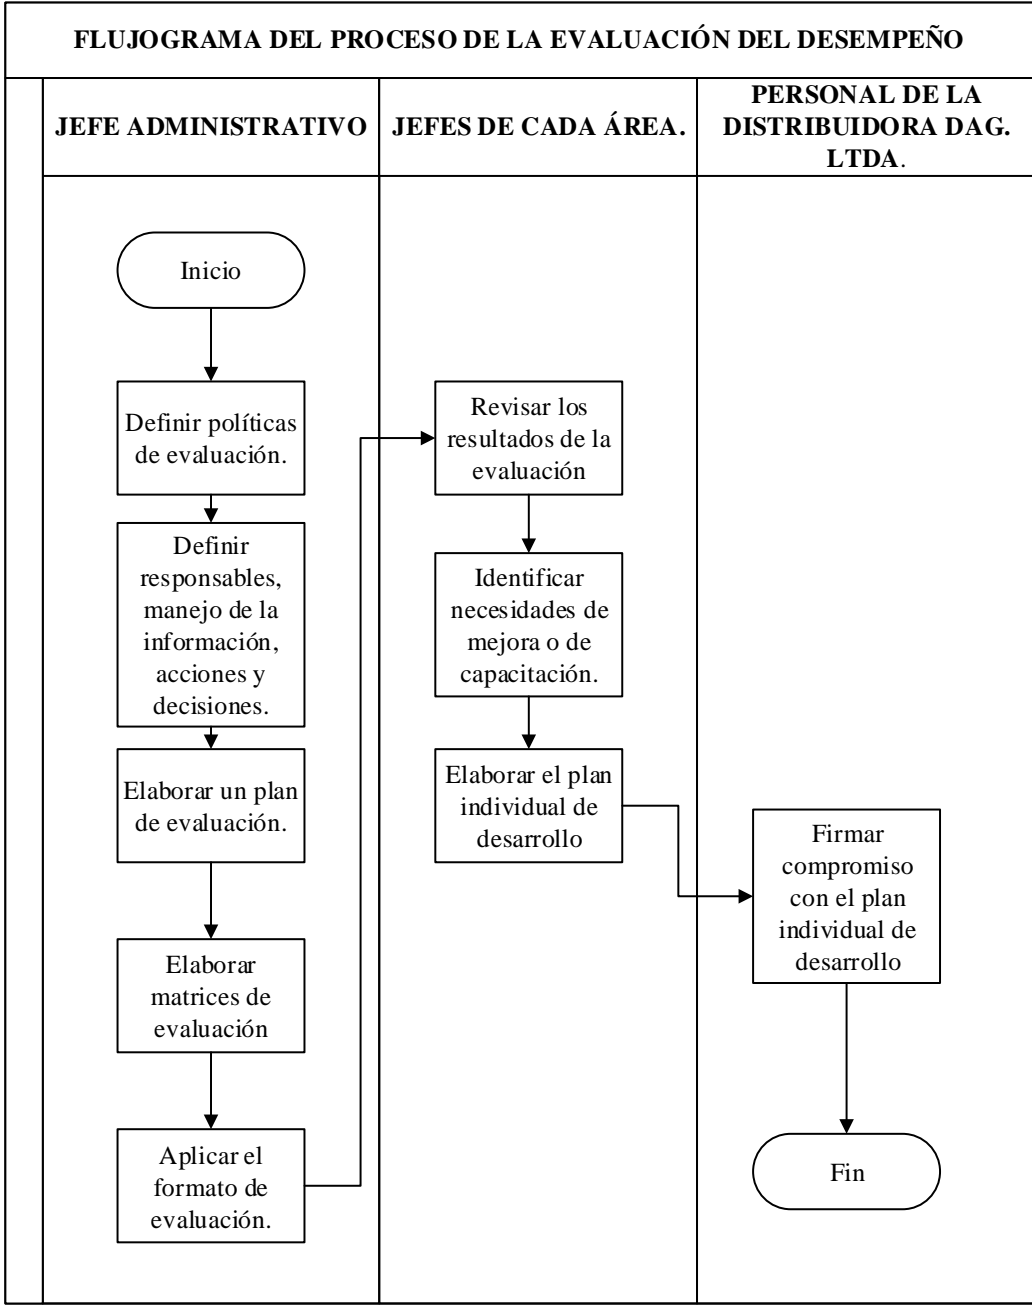 FLUJOGRAMA DEL PROCESO DE LA EVALUACIÓN DEL DESEMPEÑO
JEFE ADMINISTRATIVO
JEFES DE CADA ÁREA.
PERSONAL DE LA
DISTRIBUIDORA DAG.
LTDA.
Inicio
Definir políticas
de evaluación.
Definir
responsables,
manejo de la
información,
acciones y
decisiones.
Elaborar un plan
de evaluación.
Elaborar
matrices de
evaluación
Aplicar el
formato de
evaluación.
Revisar los
resultados de la
evaluación
Identificar
necesidades de
mejora o de
capacitación.
Elaborar el plan
individual de
desarrollo
Firmar
compromiso
con el plan
individual de
desarrollo
Fin